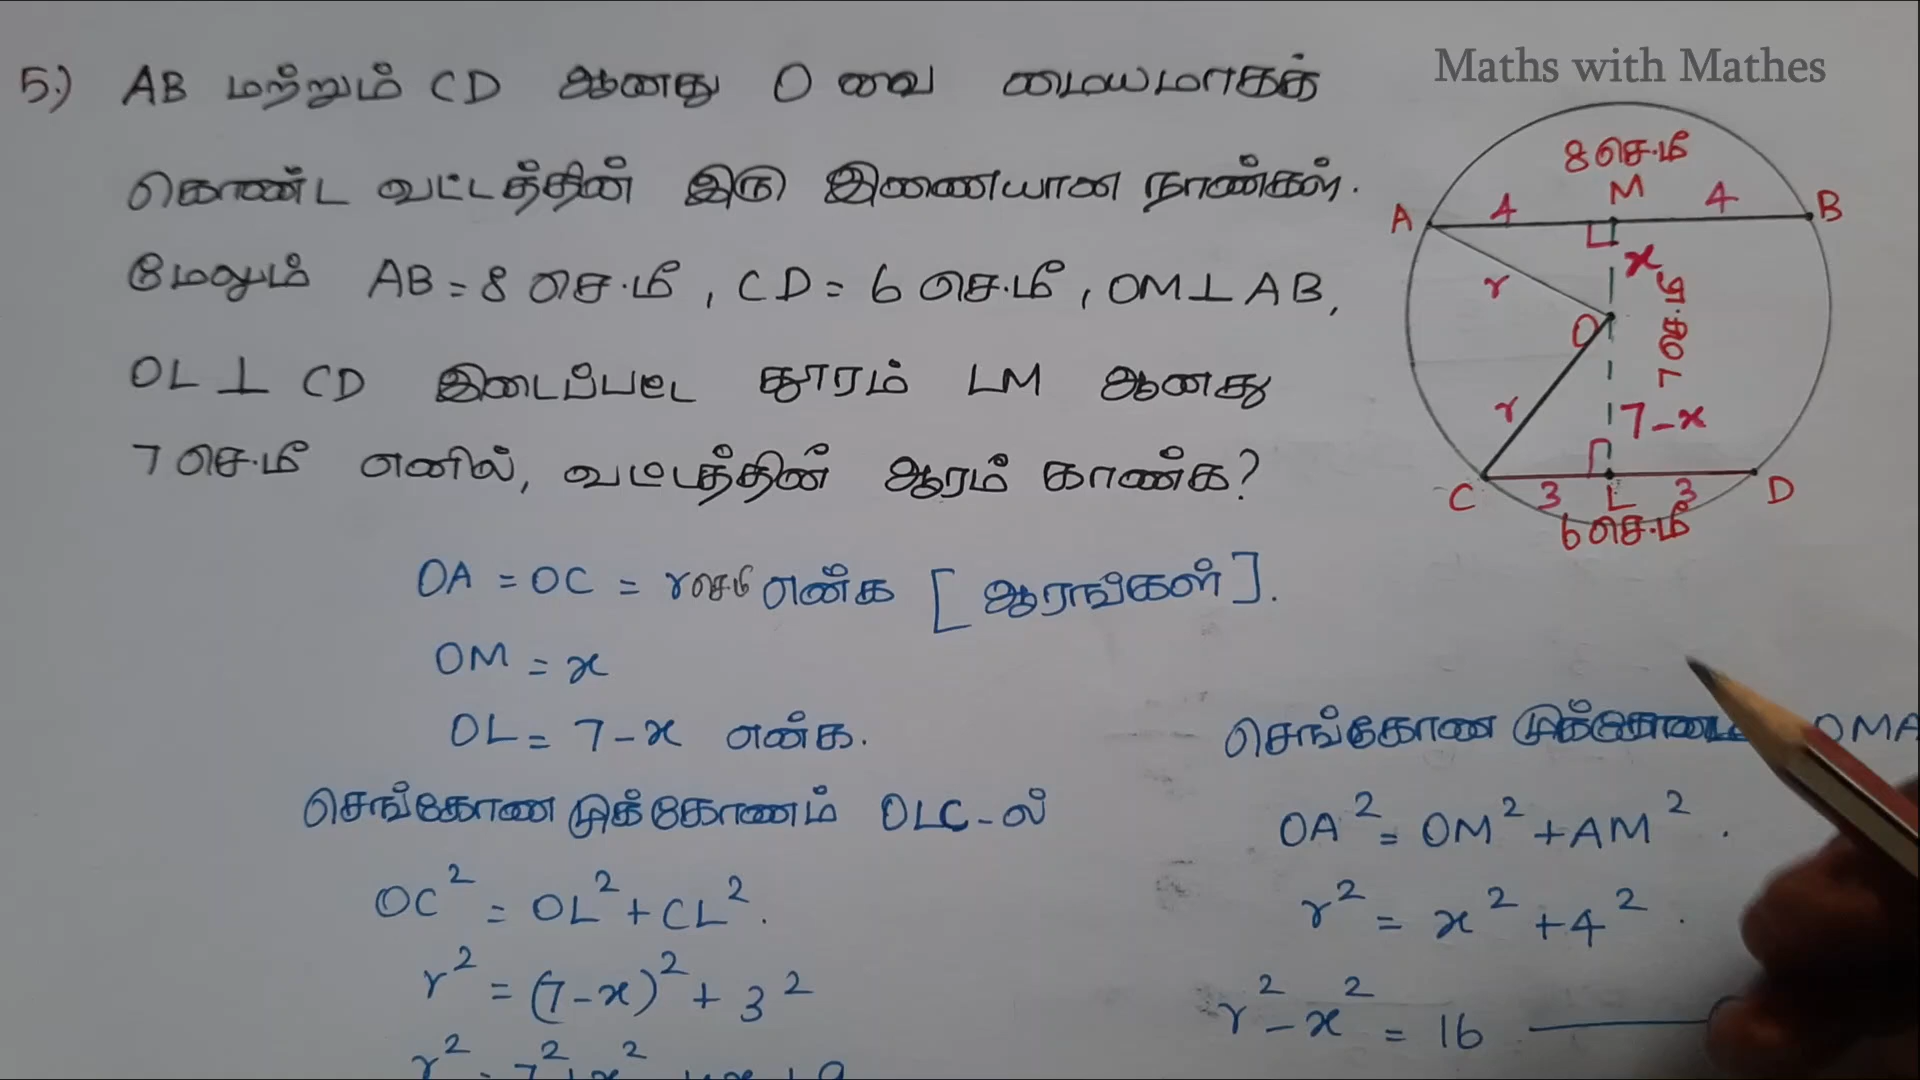 Maths with Mathes
5.) AB மற்றும் CD ஆனது O வை மையமாகக்
கொண்ட வட்டத்தின் இரு இணையான நாண்கள்.
மேலும் AB = 8 செ.மீ, CD = 6 செ.மீ, OM ⊥ AB,
OL ⊥ CD இடைப்பட்ட தூரம் LM ஆனது
7 செ.மீ எனில், வட்டத்தின் ஆரம் காண்க?
8 செ.மீ
M
A 4 4 B
x
r
7 செ.மீ
O
r 7-x
C 3 L 3 D
6 செ.மீ
OA = OC = r செ.மீ என்க [ஆரங்கள்].
OM = x
OL = 7-x என்க.
செங்கோண முக்கோணம் OLC-ல்
OC² = OL² + CL².
r² = (7-x)² + 3²
செங்கோண OMA
OA² = OM² + AM².
r² = x² + 4².
r² - x² = 16